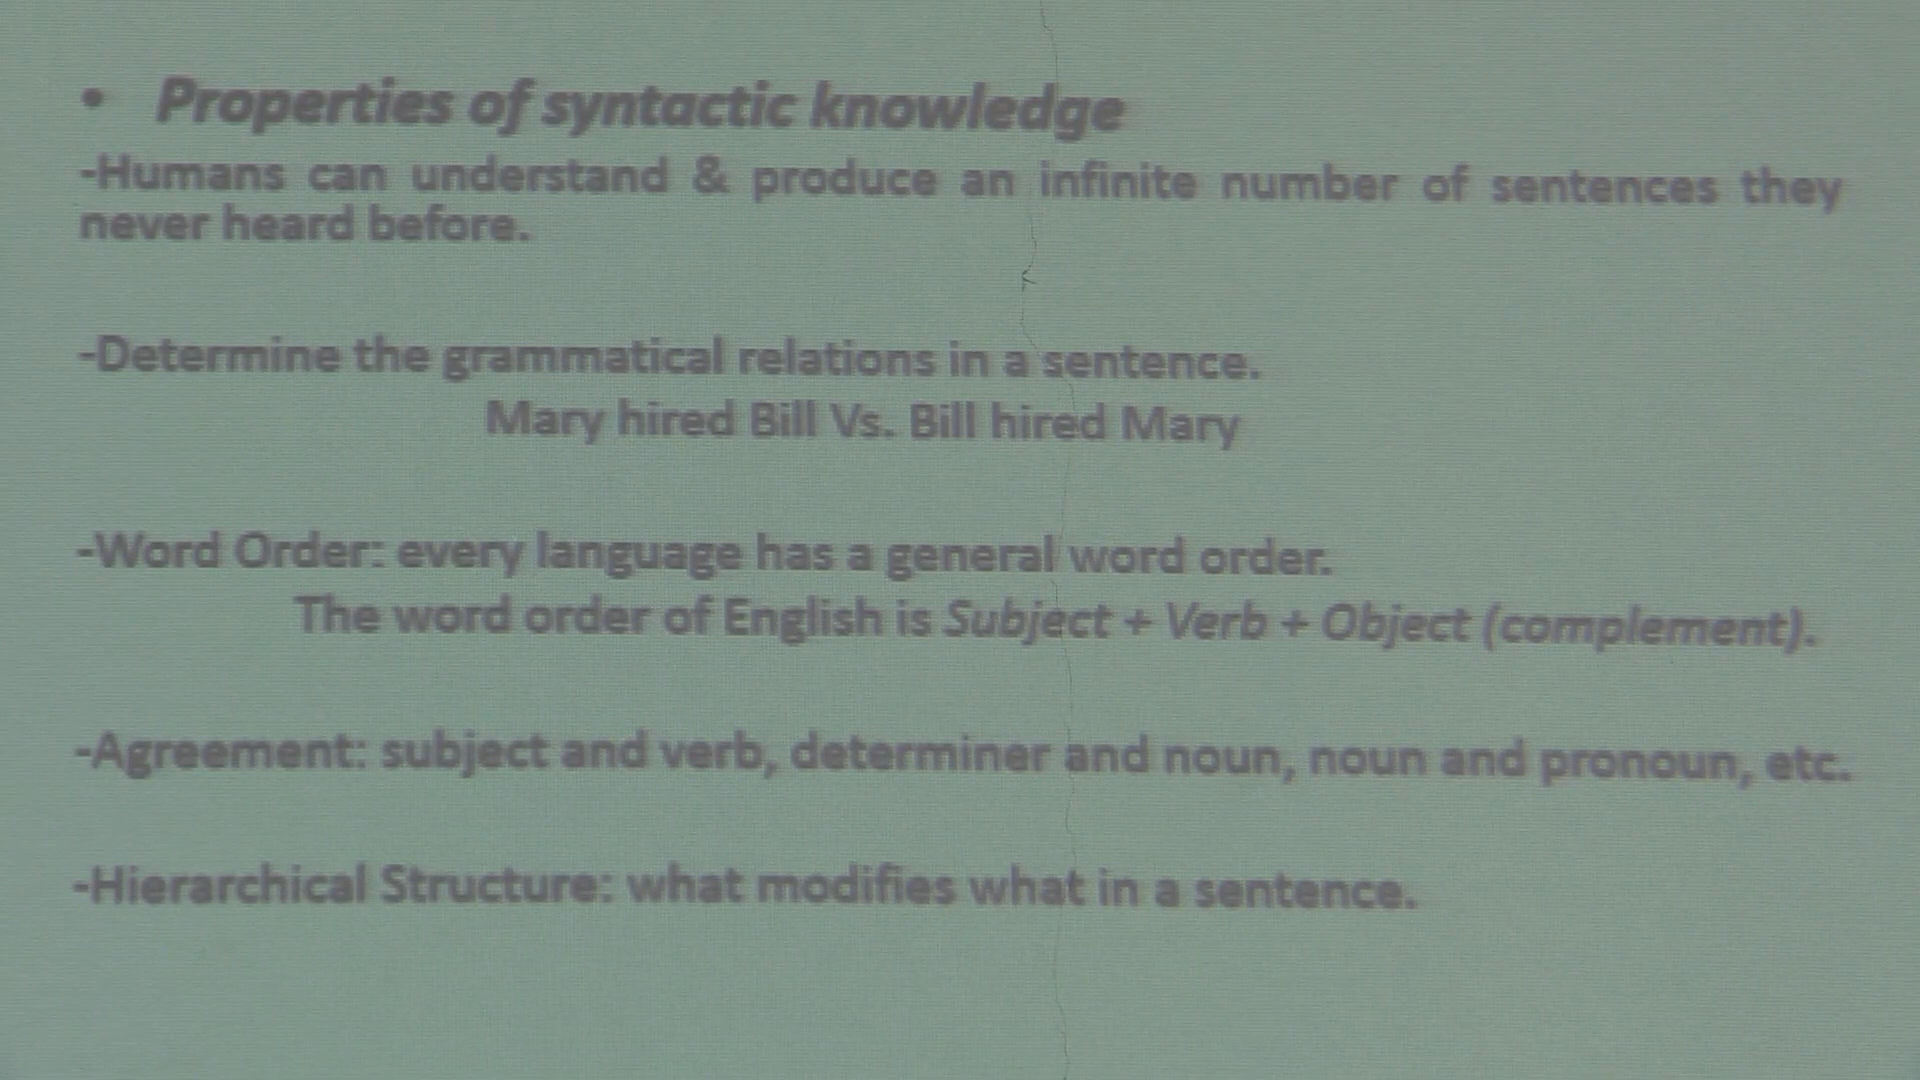 • Properties of syntactic knowledge
-Humans can understand & produce an infinite number of sentences they
never heard before.
-Determine the grammatical relations in a sentence.
Mary hired Bill Vs. Bill hired Mary
-Word Order: every language has a general word order.
The word order of English is Subject + Verb + Object (complement).
-Agreement: subject and verb, determiner and noun, noun and pronoun, etc.
-Hierarchical Structure: what modifies what in a sentence.